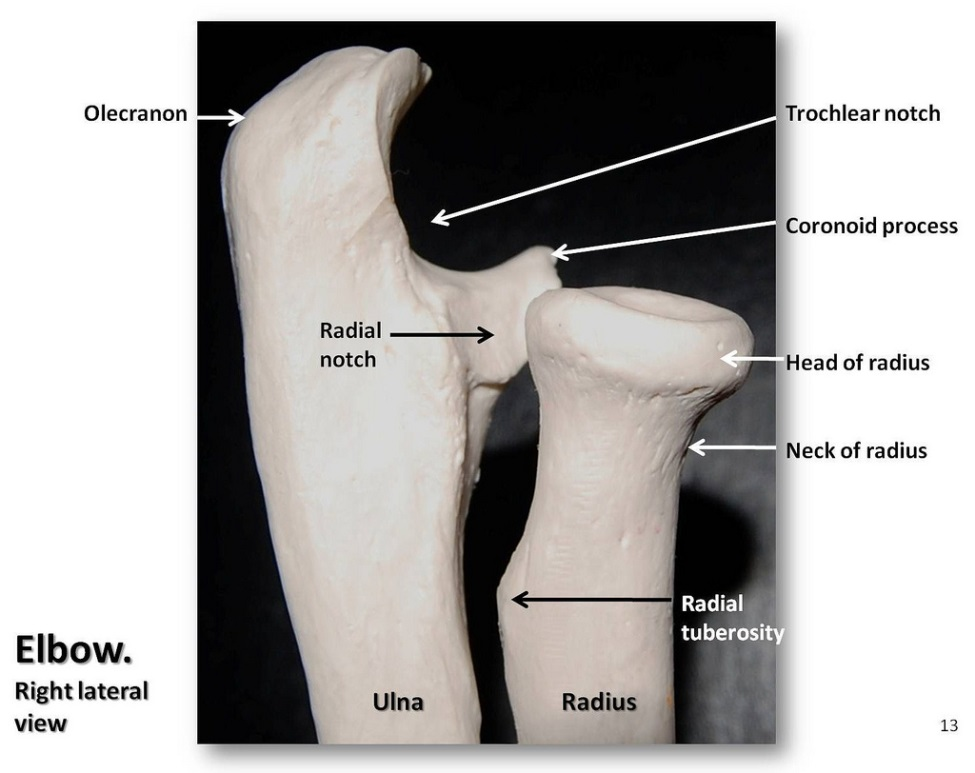 Olecranon
Trochlear notch
Coronoid process
Radial
notch
Head of radius
Neck of radius
Radial
tuberosity
Elbow.
Right lateral
view
Ulna
Radius
13